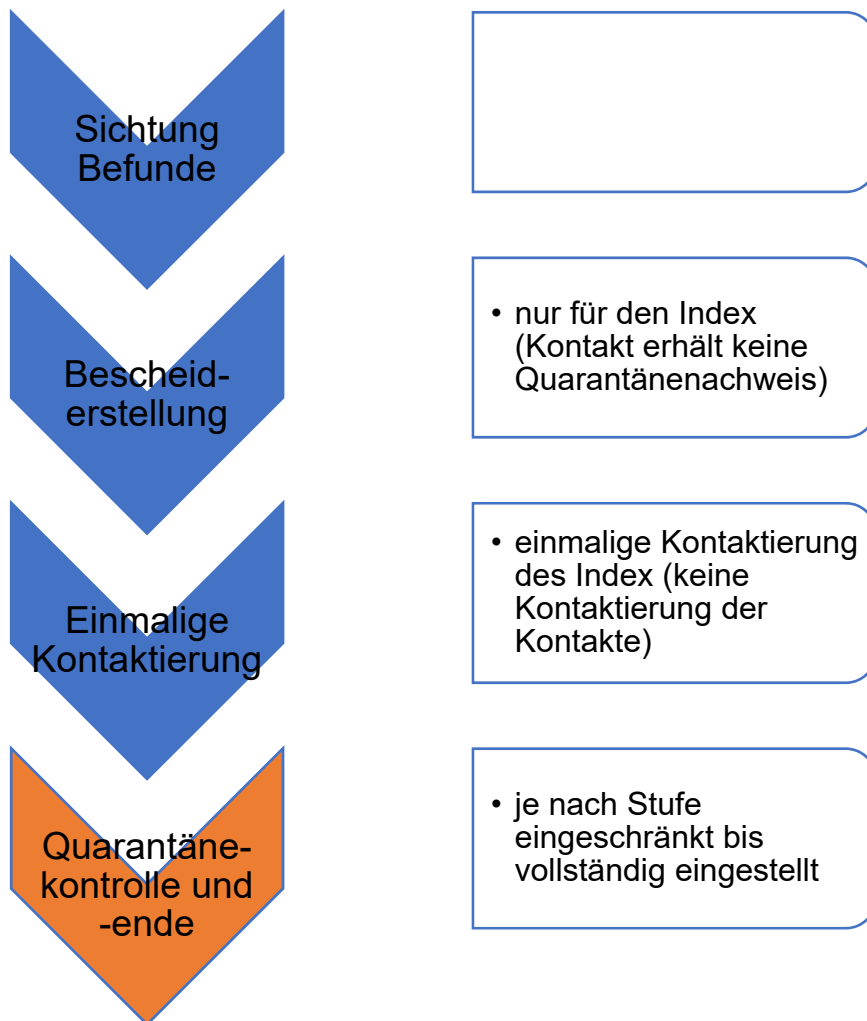 Sichtung
Befunde
Bescheid-
erstellung
• nur für den Index
(Kontakt erhält keine
Quarantänenachweis)
Einmalige
Kontaktierung
• einmalige Kontaktierung
des Index (keine
Kontaktierung der
Kontakte)
Quarantäne-
kontrolle und
-ende
• je nach Stufe
eingeschränkt bis
vollständig eingestellt